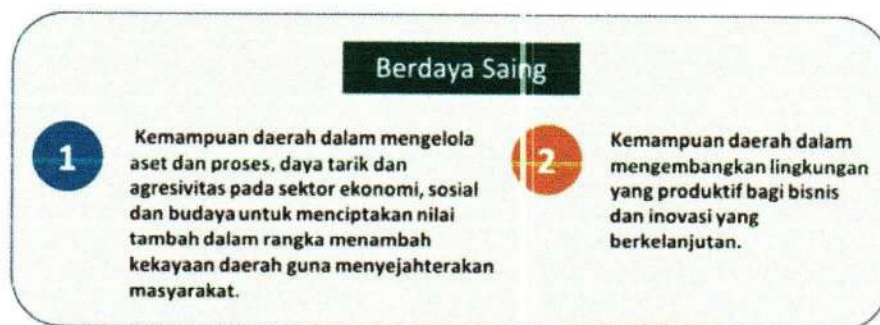 Berdaya Saing
1
Kemampuan daerah dalam mengelola
aset dan proses, daya tarik dan
agresivitas pada sektor ekonomi, sosial
dan budaya untuk menciptakan nilai
tambah dalam rangka menambah
kekayaan daerah guna menyejahterakan
masyarakat.
2
Kemampuan daerah dalam
mengembangkan lingkungan
yang produktif bagi bisnis
dan inovasi yang
berkelanjutan.